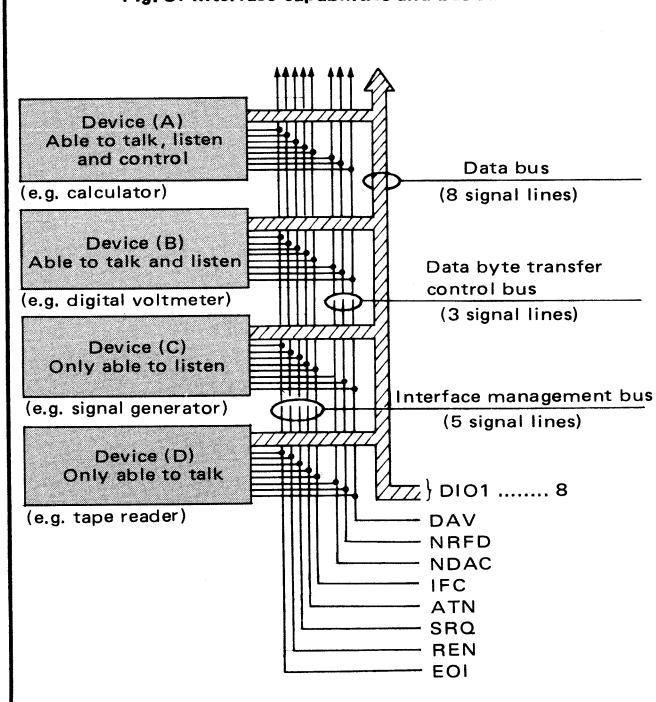 Device (A)
Able to talk, listen
and control
(e.g. calculator)
Data bus
(8 signal lines)
Device (B)
Able to talk and listen
(e.g. digital voltmeter)
Data byte transfer
control bus
(3 signal lines)
Device (C)
Only able to listen
(e.g. signal generator)
Interface management bus
(5 signal lines)
Device (D)
Only able to talk
(e.g. tape reader)
} DIO1 ........ 8
DAV
NRFD
NDAC
IFC
ATN
SRQ
REN
EOI